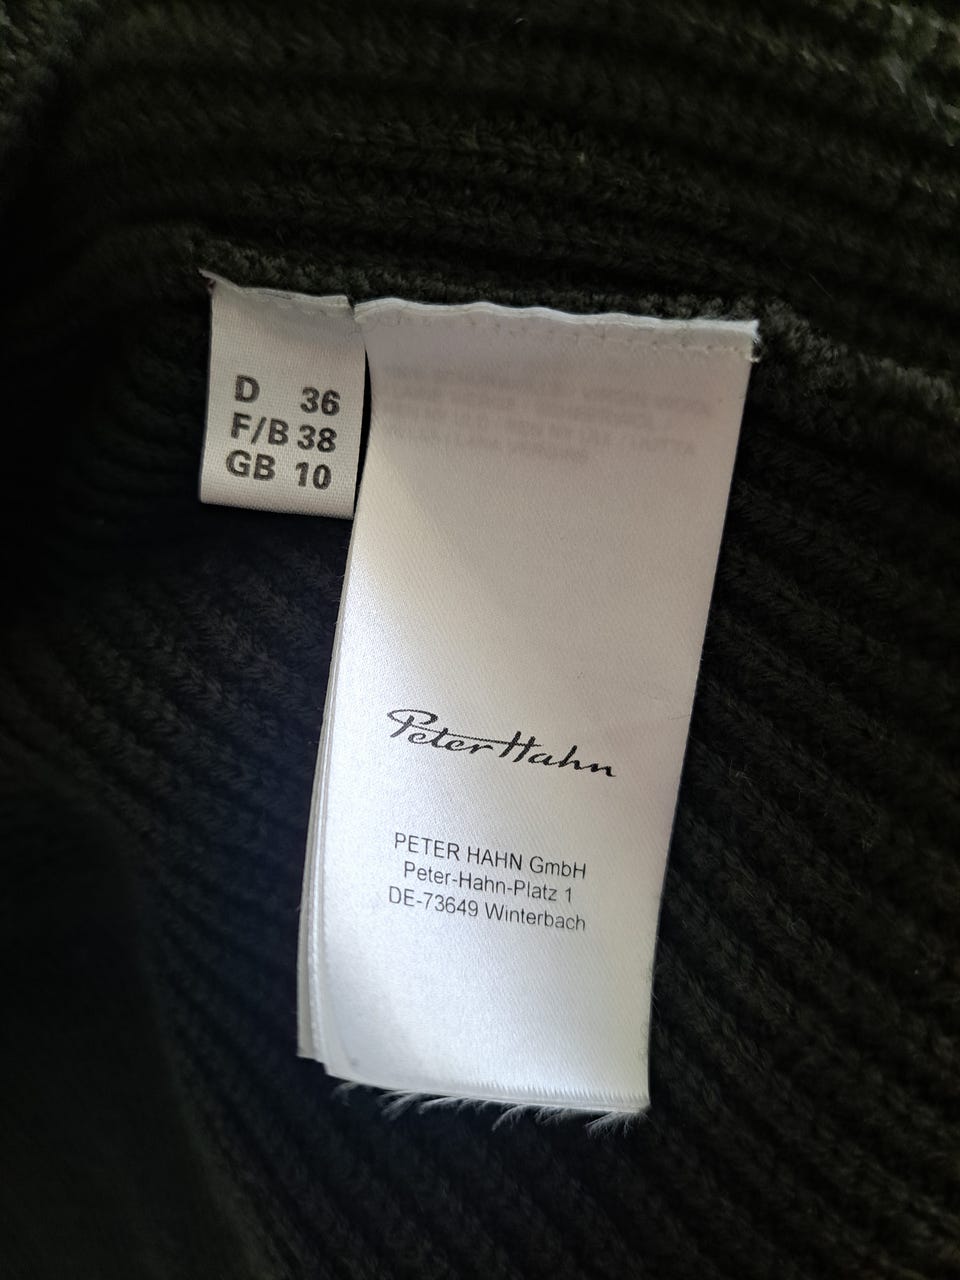 D 36
F/B 38
GB 10
Peter Hahn
PETER HAHN GmbH
Peter-Hahn-Platz 1
DE-73649 Winterbach